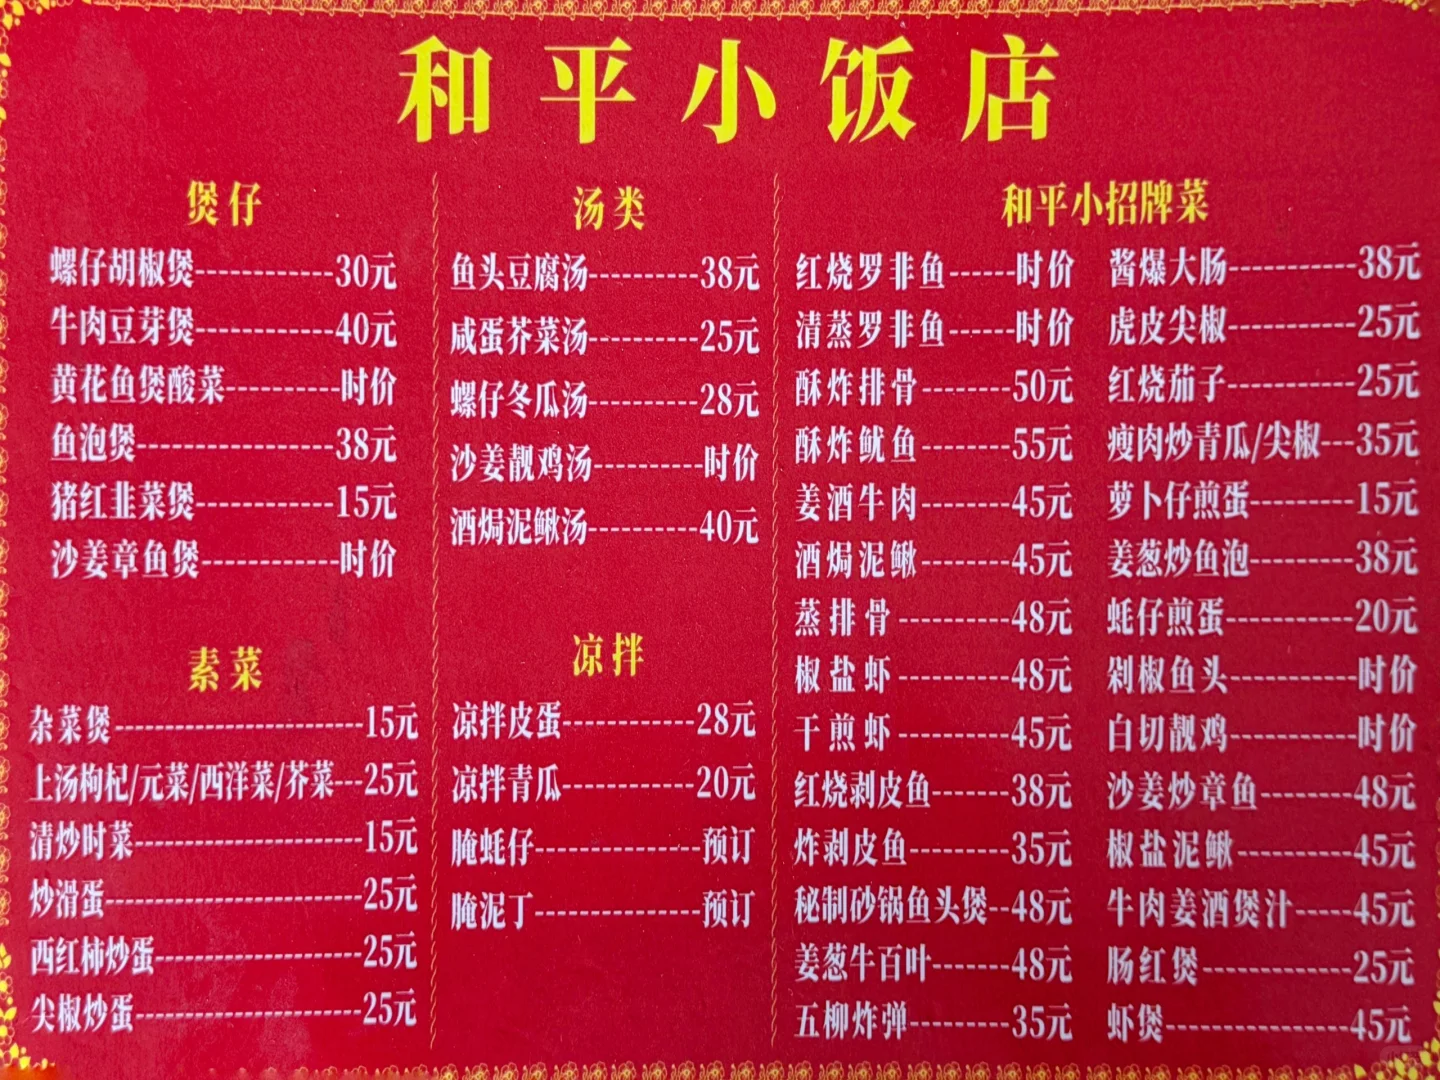 和平小饭店
煲仔
螺仔胡椒煲------------30元
牛肉豆芽煲------------40元
黄花鱼煲酸菜----------时价
鱼泡煲-----------------38元
猪红韭菜煲------------15元
沙姜章鱼煲------------时价
素菜
杂菜煲----------------------15元
上汤枸杞/元菜/西洋菜/芥菜---25元
清炒时菜--------------------15元
炒滑蛋----------------------25元
西红柿炒蛋------------------25元
尖椒炒蛋--------------------25元
汤类
鱼头豆腐汤----------38元
咸蛋芥菜汤----------25元
螺仔冬瓜汤----------28元
沙姜靓鸡汤----------时价
酒焗泥鳅汤----------40元
凉拌
凉拌皮蛋------------28元
凉拌青瓜------------20元
腌蚝仔---------------预订
腌泥丁---------------预订
和平小招牌菜
红烧罗非鱼------时价
清蒸罗非鱼------时价
酥炸排骨--------50元
酥炸鱿鱼--------55元
姜酒牛肉--------45元
酒焗泥鳅--------45元
蒸排骨----------48元
椒盐虾----------48元
干煎虾----------45元
红烧剥皮鱼-------38元
炸剥皮鱼---------35元
秘制砂锅鱼头煲--48元
姜葱牛百叶-------48元
五柳炸弹---------35元
酱爆大肠-----------38元
虎皮尖椒-----------25元
红烧茄子-----------25元
瘦肉炒青瓜/尖椒---35元
萝卜仔煎蛋---------15元
姜葱炒鱼泡---------38元
蚝仔煎蛋-----------20元
剁椒鱼头-----------时价
白切靓鸡-----------时价
沙姜炒章鱼--------48元
椒盐泥鳅----------45元
牛肉姜酒煲汁-----45元
肠红煲-------------25元
虾煲----------------45元